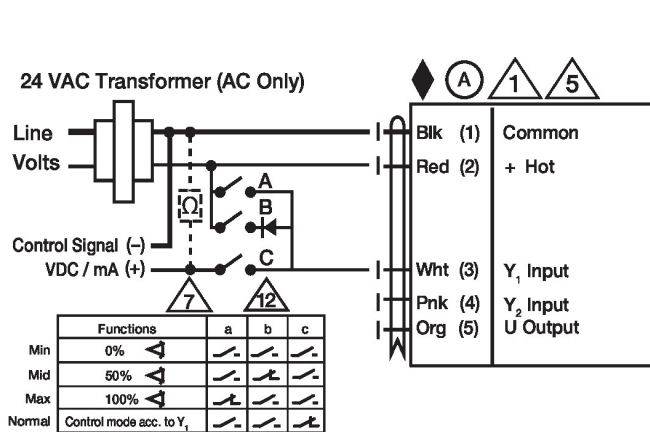 24 VAC Transformer (AC Only)
A 1 5
Line
Volts
Blk (1) Common
Red (2) + Hot
A
B
C
Ω
Control Signal (–)
VDC / mA (+)
Wht (3) Y₁ Input
Pnk (4) Y₂ Input
Org (5) U Output
7 12
Functions a b c
Min 0%
Mid 50%
Max 100%
Normal Control mode acc. to Y₁